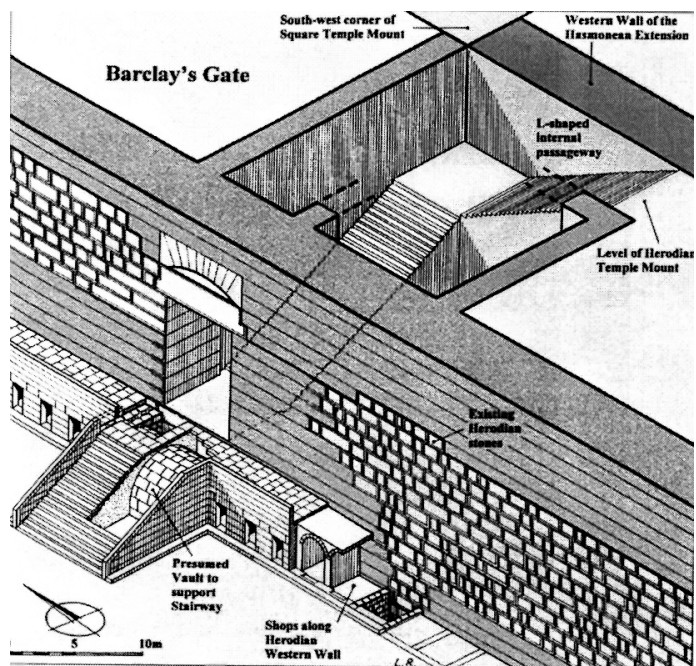 South-west corner of
Square Temple Mount
Western Wall of the
Hasmonean Extension
Barclay's Gate
L-shaped
internal
passageway
Level of Herodian
Temple Mount
Existing
Herodian
stones
Presumed
Vault to
support
Stairway
Shops along
Herodian
Western Wall
5
10m
L.R.